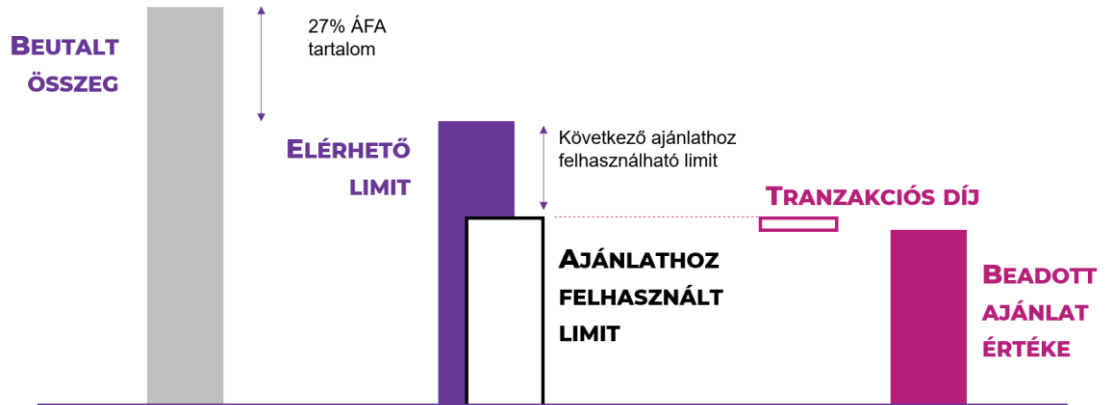 BEUTALT
ÖSSZEG
27% ÁFA
tartalom
ELÉRHETŐ
LIMIT
Következő ajánlathoz
felhasználható limit
TRANZAKCIÓS DÍJ
AJÁNLATHOZ
FELHASZNÁLT
LIMIT
BEADOTT
AJÁNLAT
ÉRTÉKE